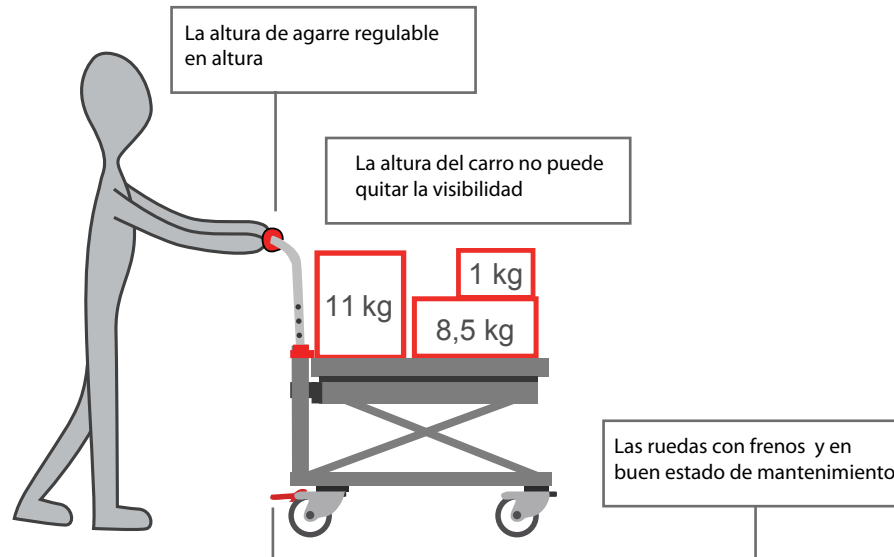 La altura de agarre regulable
en altura
La altura del carro no puede
quitar la visibilidad
11 kg
1 kg
8,5 kg
Las ruedas con frenos y en
buen estado de mantenimiento